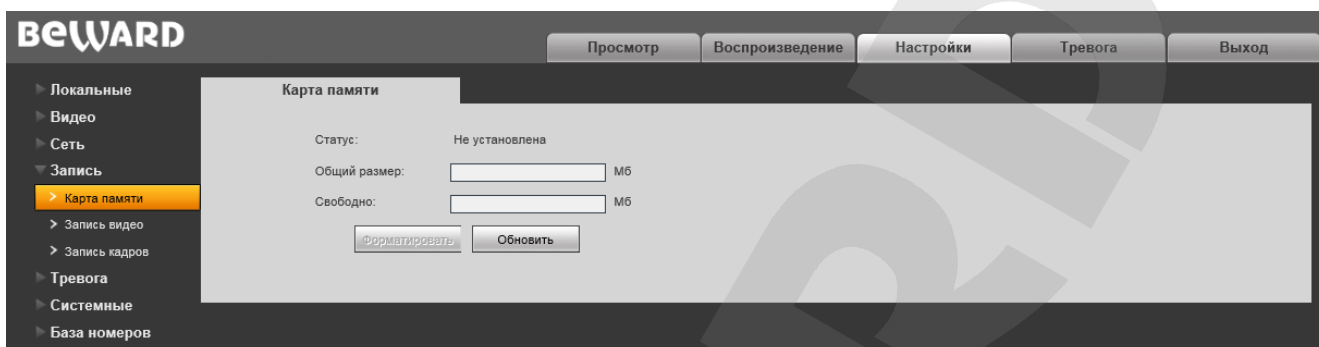 BEWARD
Просмотр Воспроизведение Настройки Тревога Выход
Локальные
Видео
Сеть
Запись
Карта памяти
Запись видео
Запись кадров
Тревога
Системные
База номеров
Карта памяти
Статус: Не установлена
Общий размер: Мб
Свободно: Мб
Форматировать Обновить